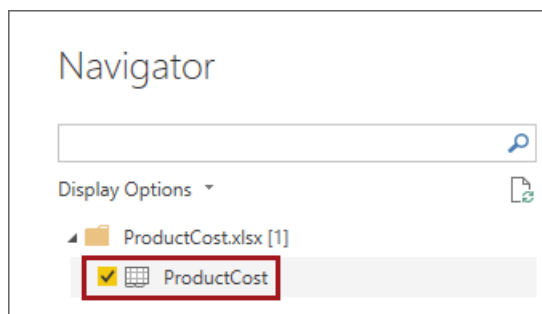 Navigator
Display Options
ProductCost.xlsx [1]
ProductCost